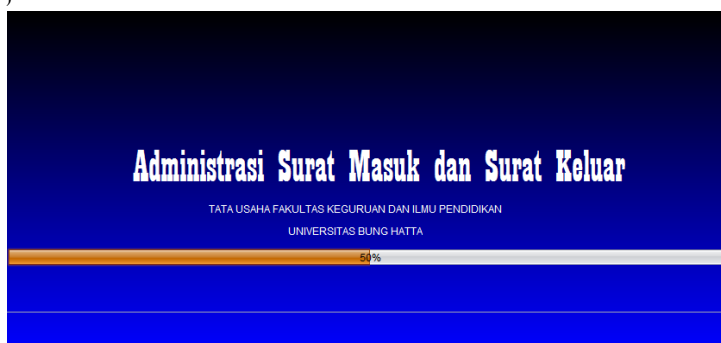 Administrasi Surat Masuk dan Surat Keluar
TATA USAHA FAKULTAS KEGURUAN DAN ILMU PENDIDIKAN
UNIVERSITAS BUNG HATTA
50%